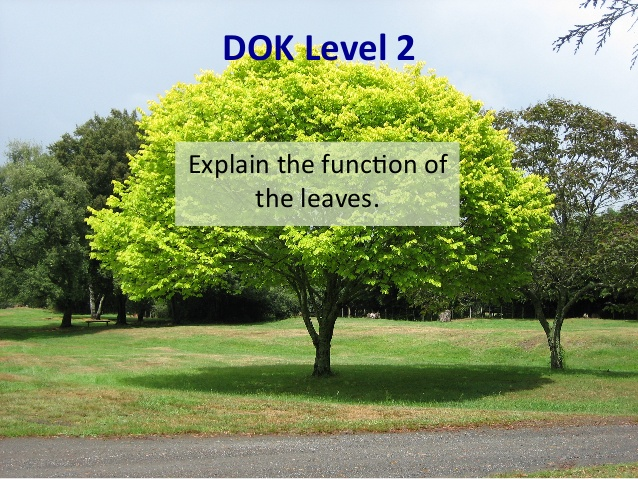 DOK Level 2
Explain the function of
the leaves.